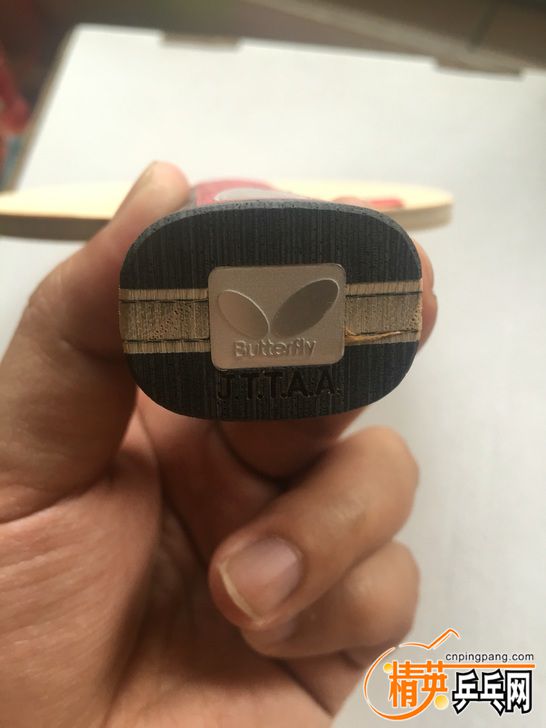 Butterfly
J.T.T.A.A.
cnpingpang.com
精英乒乓网